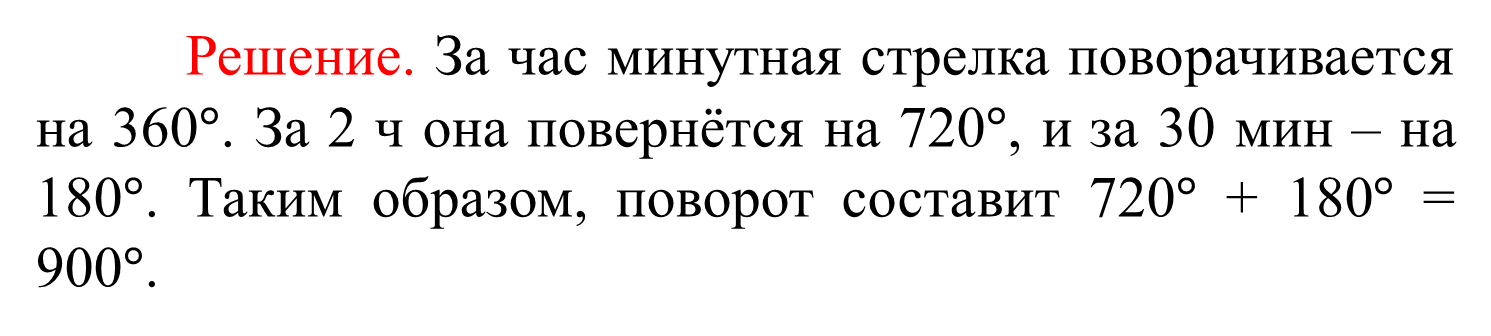 Решение. За час минутная стрелка поворачивается
на 360°. За 2 ч она повернётся на 720°, и за 30 мин – на
180°. Таким образом, поворот составит 720° + 180° =
900°.